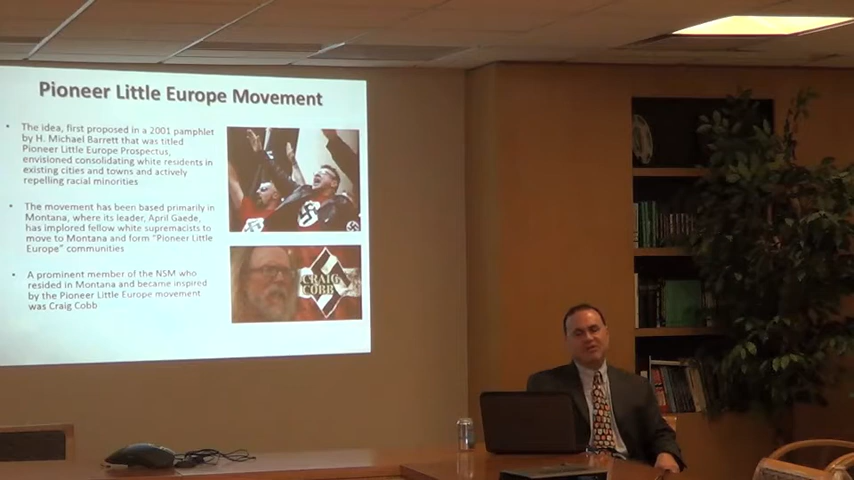 Pioneer Little Europe Movement
• The idea, first proposed in a 2001 pamphlet
by H. Michael Barrett that was titled
Pioneer Little Europe Prospectus,
envisioned consolidating white residents in
existing cities and towns and actively
repelling racial minorities
• The movement has been based primarily in
Montana, where its leader, April Gaede,
has implored fellow white supremacists to
move to Montana and form "Pioneer Little
Europe" communities
• A prominent member of the NSM who
resided in Montana and became inspired
by the Pioneer Little Europe movement
was Craig Cobb
CRAIG
COBB